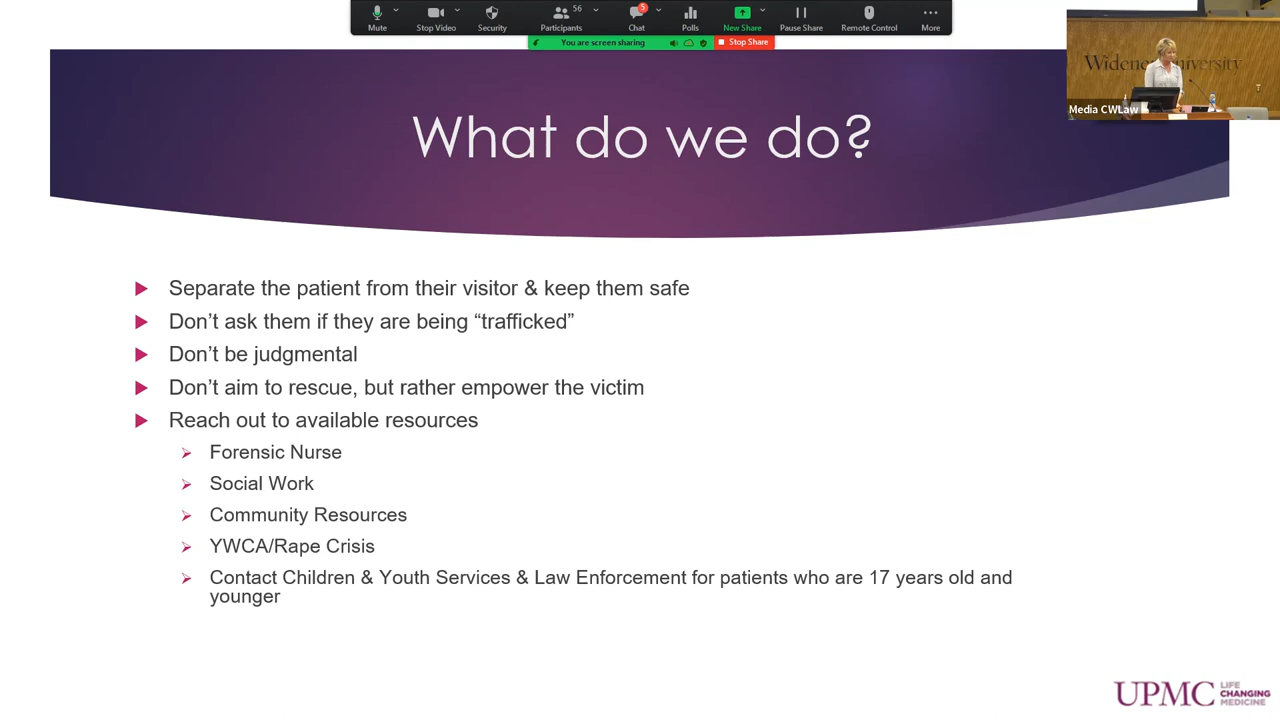 56
5
Mute
Stop Video
Security
Participants
Chat
Polls
New Share
Pause Share
Remote Control
More
You are screen sharing
Stop Share
Widener University
Media CWLaw
What do we do?
Separate the patient from their visitor & keep them safe
Don’t ask them if they are being “trafficked”
Don’t be judgmental
Don’t aim to rescue, but rather empower the victim
Reach out to available resources
Forensic Nurse
Social Work
Community Resources
YWCA/Rape Crisis
Contact Children & Youth Services & Law Enforcement for patients who are 17 years old and
younger
UPMC LIFE
CHANGING
MEDICINE